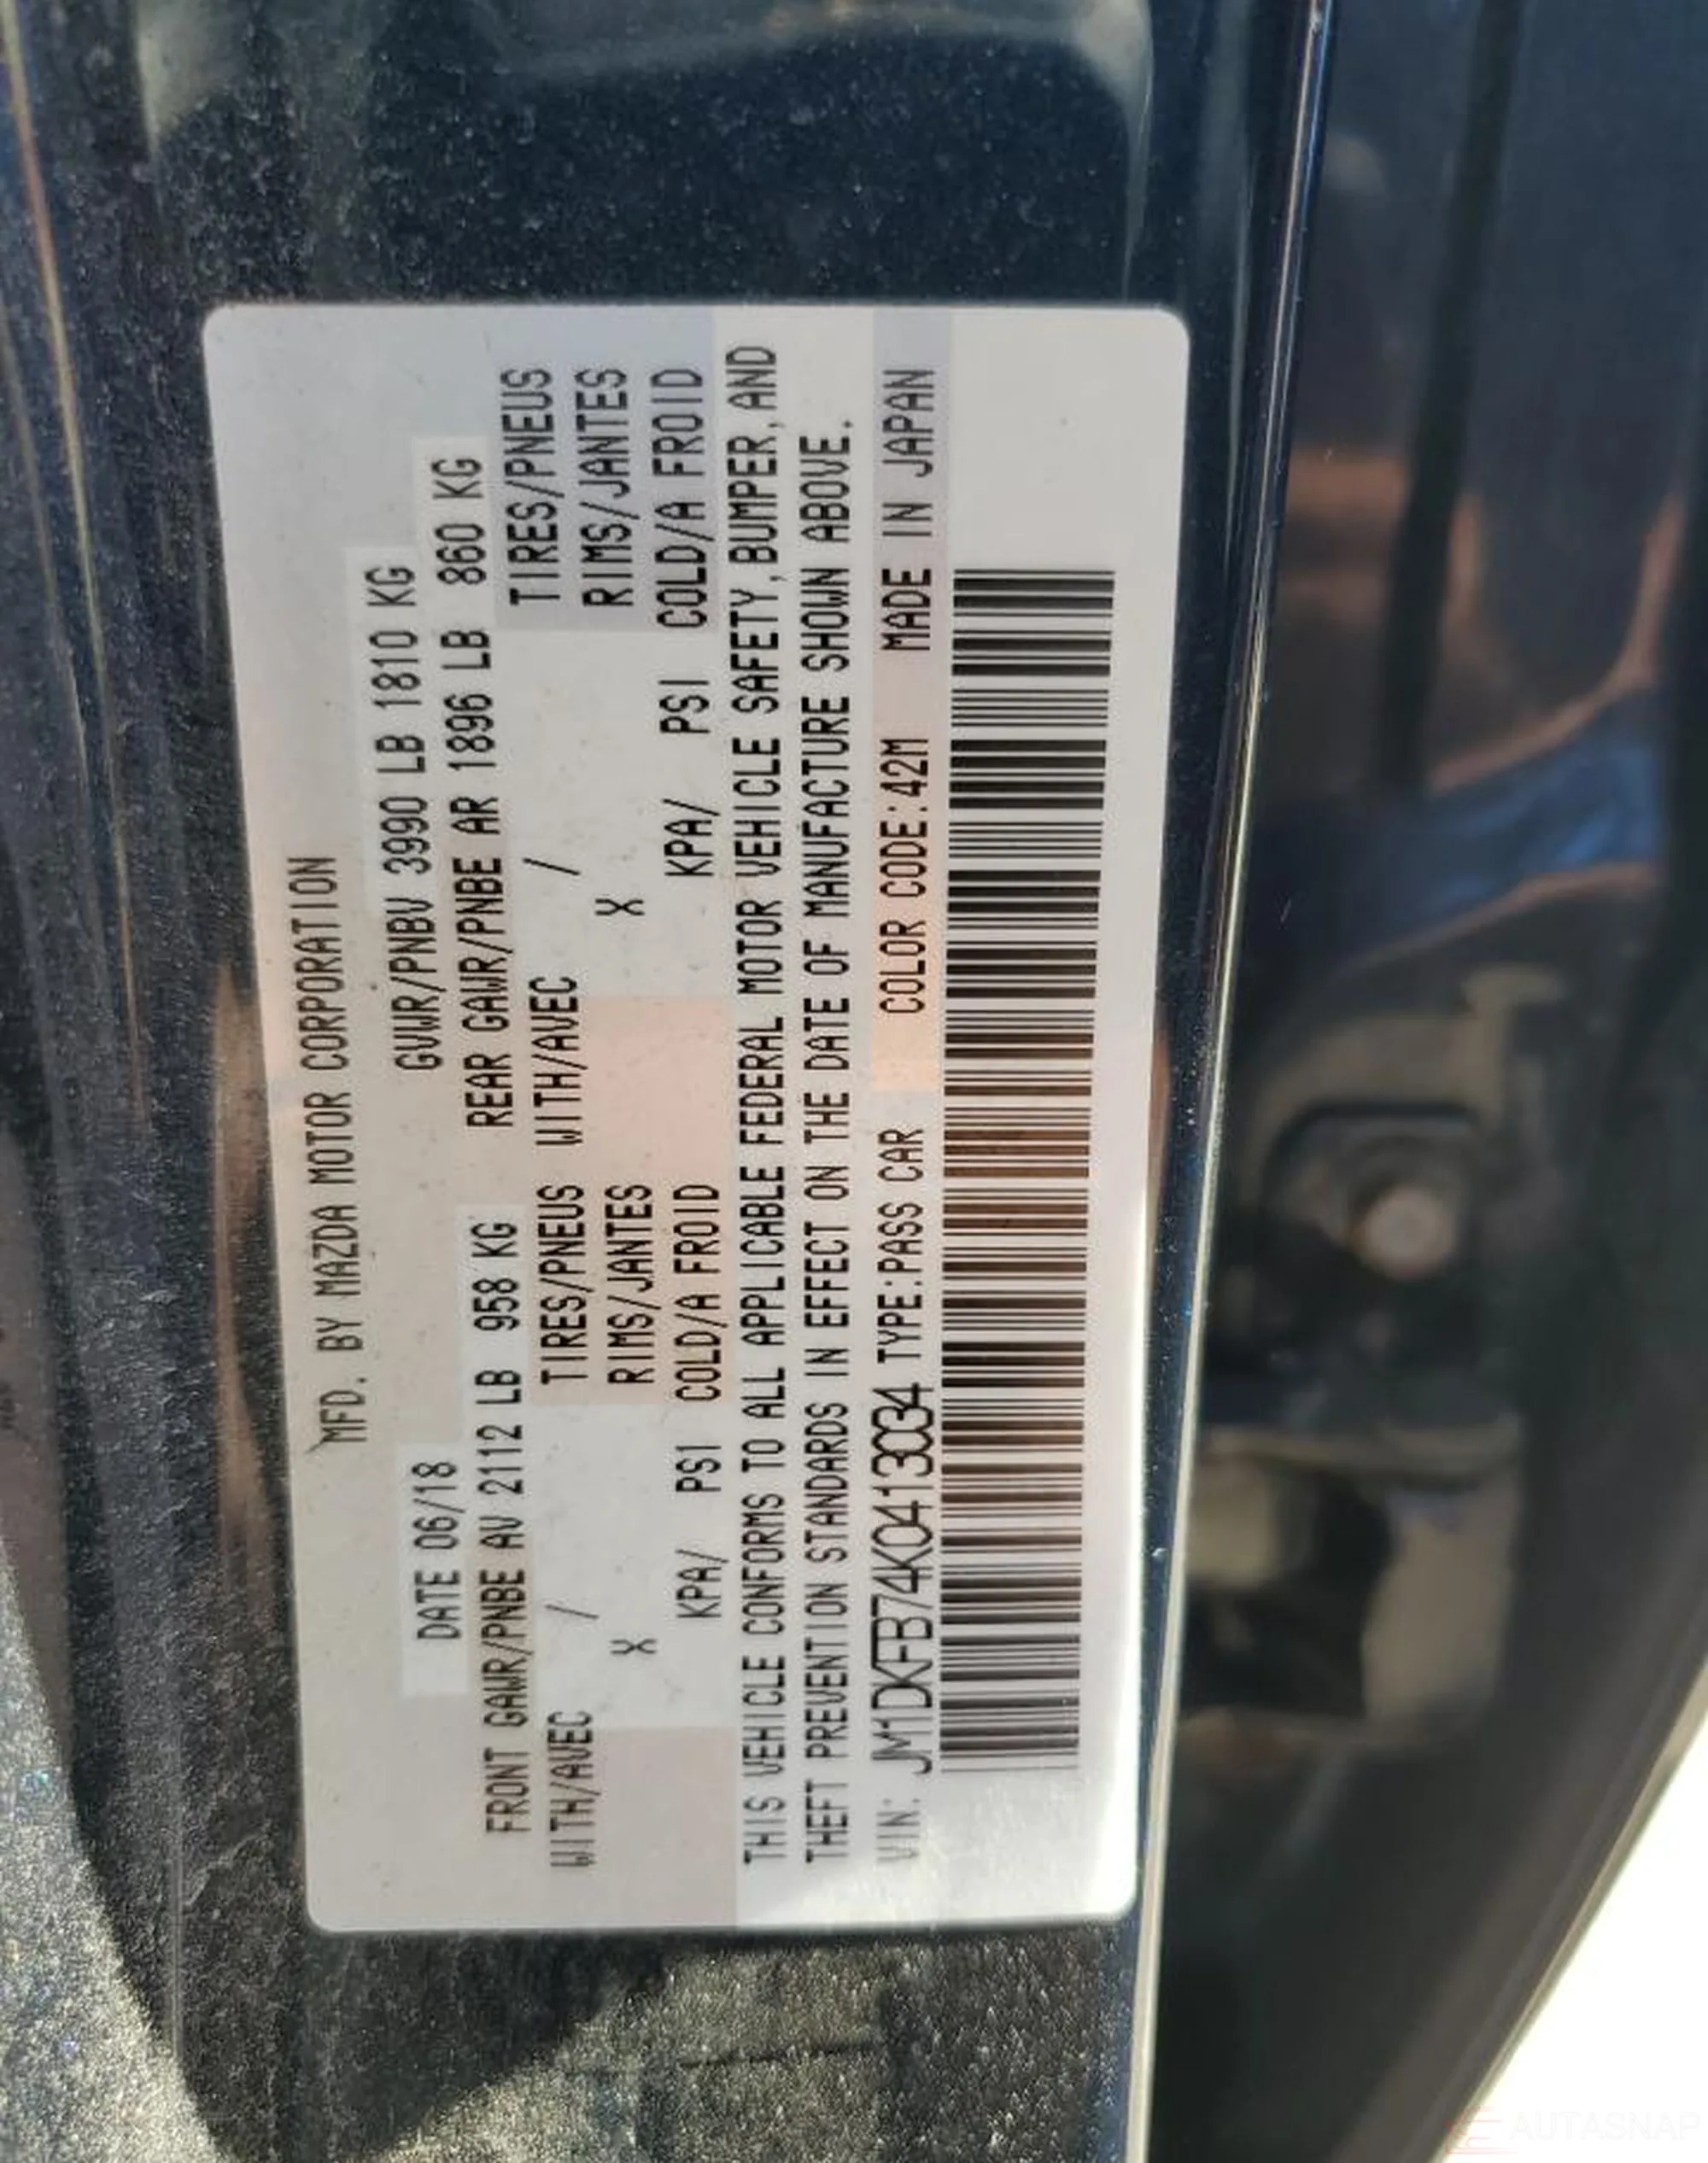 MFD. BY MAZDA MOTOR CORPORATION
DATE 06/18 GVWR/PNBV 3990 LB 1810 KG
FRONT GAWR/PNBE AV 2112 LB 958 KG REAR GAWR/PNBE AR 1896 LB 860 KG
WITH/AVEC / TIRES/PNEUS WITH/AVEC / TIRES/PNEUS
X RIMS/JANTES X RIMS/JANTES
KPA/ PSI COLD/A FROID KPA/ PSI COLD/A FROID
THIS VEHICLE CONFORMS TO ALL APPLICABLE FEDERAL MOTOR VEHICLE SAFETY,BUMPER,AND
THEFT PREVENTION STANDARDS IN EFFECT ON THE DATE OF MANUFACTURE SHOWN ABOVE.
VIN: JM1DKFB74K0413034 TYPE:PASS CAR COLOR CODE:42M MADE IN JAPAN
AUTASNAP